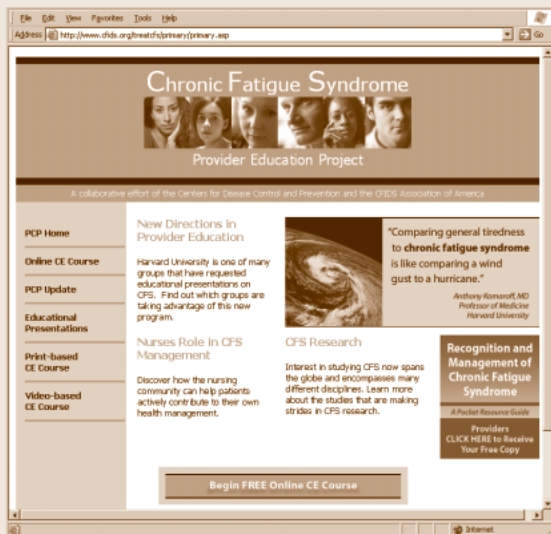 File Edit View Favorites Tools Help
Address http://www.cfids.org/treatcfs/primary/primary.asp Go
Chronic Fatigue Syndrome
Provider Education Project
A collaborative effort of the Centers for Disease Control and Prevention and the CFIDS Association of America
PCP Home
Online CE Course
PCP Update
Educational
Presentations
Print-based
CE Course
Video-based
CE Course
New Directions in
Provider Education
Harvard University is one of many
groups that have requested
educational presentations on
CFS. Find out which groups are
taking advantage of this new
program.
Nurses Role in CFS
Management
Discover how the nursing
community can help patients
actively contribute to their own
health management.
"Comparing general tiredness
to chronic fatigue syndrome
is like comparing a wind
gust to a hurricane."
Anthony Komaroff, MD
Professor of Medicine
Harvard University
CFS Research
Interest in studying CFS now spans
the globe and encompasses many
different disciplines. Learn more
about the studies that are making
strides in CFS research.
Recognition and
Management of
Chronic Fatigue
Syndrome
A Pocket Resource Guide
Providers
CLICK HERE to Receive
Your Free Copy
Begin FREE Online CE Course
Internet